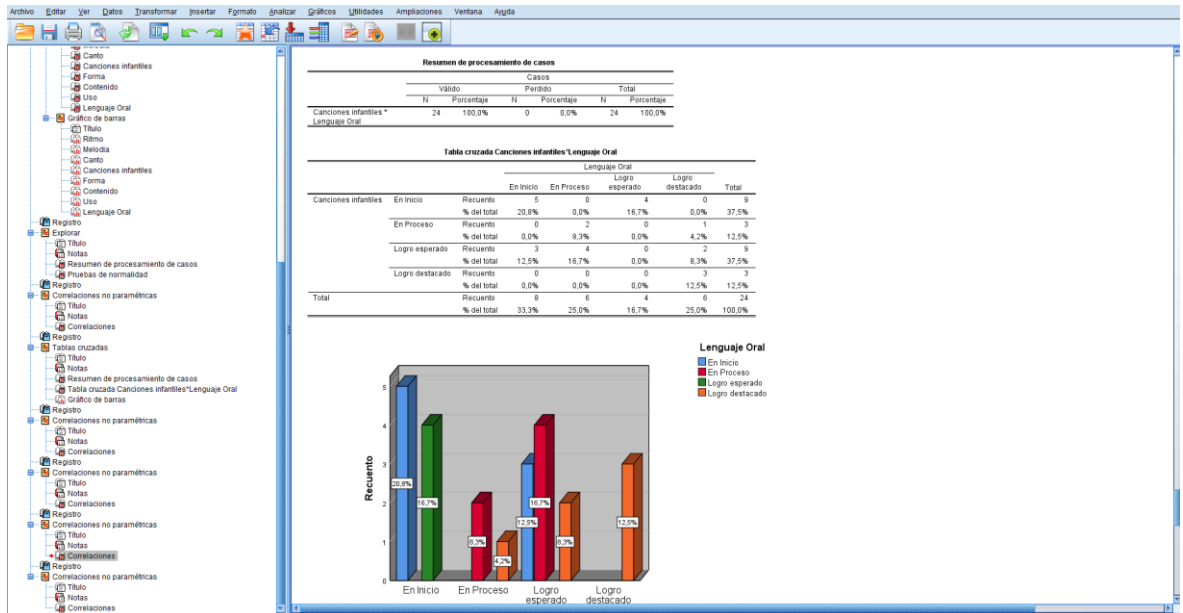 Archivo Editar Ver Datos Transformar Insertar Formato Analizar Gráficos Utilidades Ampliaciones Ventana Ayuda
Canto
Canciones infantiles
Forma
Contenido
Uso
Lenguaje Oral
Gráfico de barras
Título
Ritmo
Melodia
Canto
Canciones infantiles
Forma
Contenido
Uso
Lenguaje Oral
Registro
Explorar
Título
Notas
Resumen de procesamiento de casos
Pruebas de normalidad
Registro
Correlaciones no paramétricas
Título
Notas
Correlaciones
Registro
Tablas cruzadas
Título
Notas
Resumen de procesamiento de casos
Tabla cruzada Canciones infantiles*Lenguaje Oral
Gráfico de barras
Registro
Correlaciones no paramétricas
Título
Notas
Correlaciones
Registro
Correlaciones no paramétricas
Título
Notas
Correlaciones
Registro
Correlaciones no paramétricas
Título
Notas
Correlaciones
Registro
Correlaciones no paramétricas
Título
Notas
Correlaciones
Resumen de procesamiento de casos
Casos
Válido Perdido Total
N Porcentaje N Porcentaje N Porcentaje
Canciones infantiles * 24 100,0% 0 0,0% 24 100,0%
Lenguaje Oral
Tabla cruzada Canciones infantiles*Lenguaje Oral
Lenguaje Oral
Logro Logro
En Inicio En Proceso esperado destacado Total
Canciones infantiles En Inicio Recuento 5 0 4 0 9
% del total 20,8% 0,0% 16,7% 0,0% 37,5%
En Proceso Recuento 0 2 0 1 3
% del total 0,0% 8,3% 0,0% 4,2% 12,5%
Logro esperado Recuento 3 4 0 2 9
% del total 12,5% 16,7% 0,0% 8,3% 37,5%
Logro destacado Recuento 0 0 0 3 3
% del total 0,0% 0,0% 0,0% 12,5% 12,5%
Total Recuento 8 6 4 6 24
% del total 33,3% 25,0% 16,7% 25,0% 100,0%
Lenguaje Oral
En Inicio
En Proceso
Logro esperado
Logro destacado
Recuento
5
4
3
2
1
0
20,8%
16,7%
8,3%
4,2%
12,5%
16,7%
8,3%
12,5%
En Inicio En Proceso Logro Logro
esperado destacado